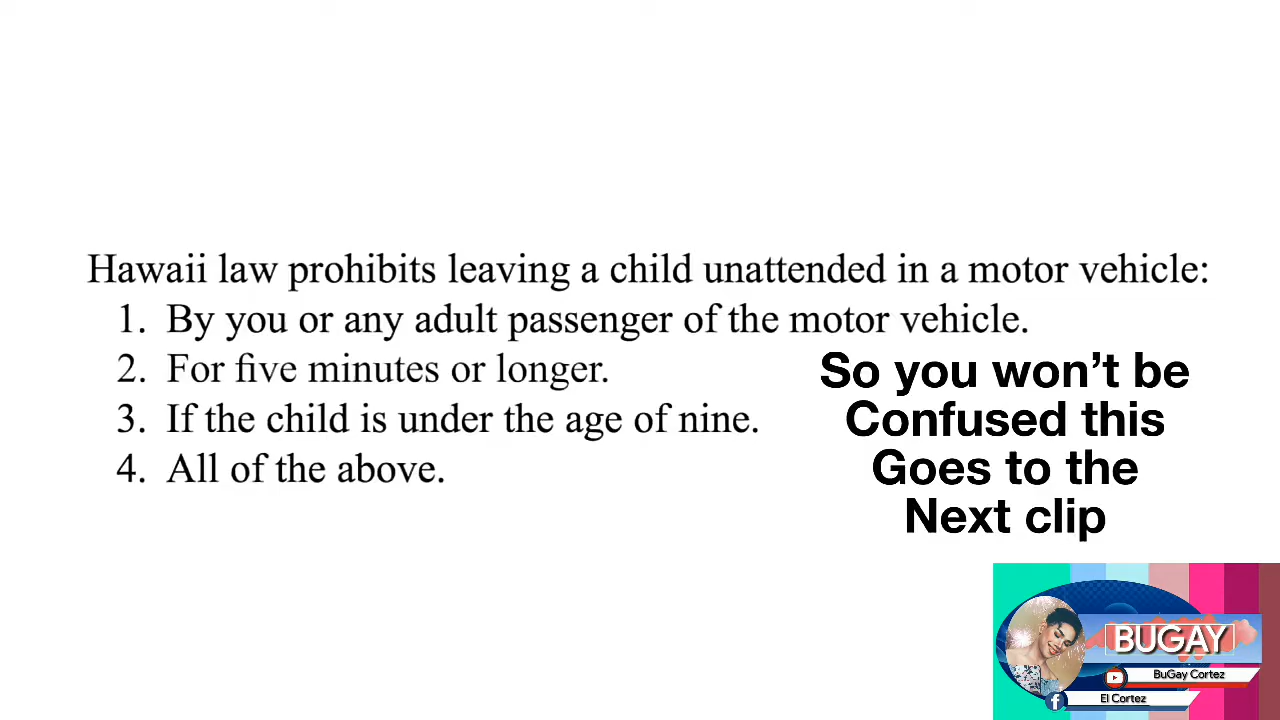 Hawaii law prohibits leaving a child unattended in a motor vehicle:
1. By you or any adult passenger of the motor vehicle.
2. For five minutes or longer.
3. If the child is under the age of nine.
4. All of the above.
So you won’t be
Confused this
Goes to the
Next clip
BUGAY
BuGay Cortez
El Cortez